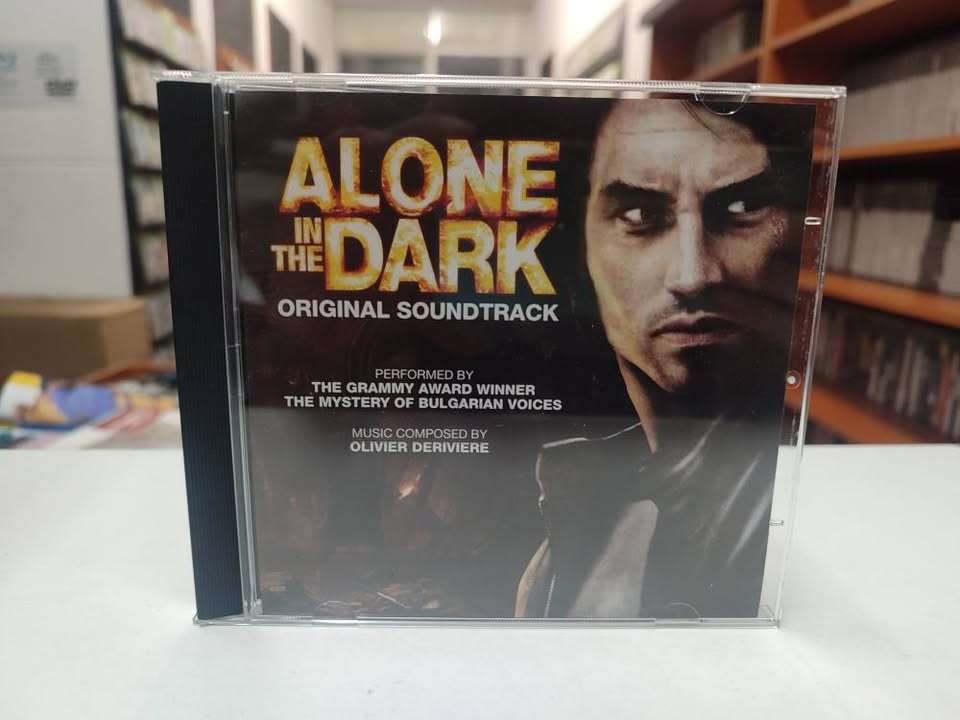 ALONE
IN
THE DARK
ORIGINAL SOUNDTRACK
PERFORMED BY
THE GRAMMY AWARD WINNER
THE MYSTERY OF BULGARIAN VOICES
MUSIC COMPOSED BY
OLIVIER DERIVIERE